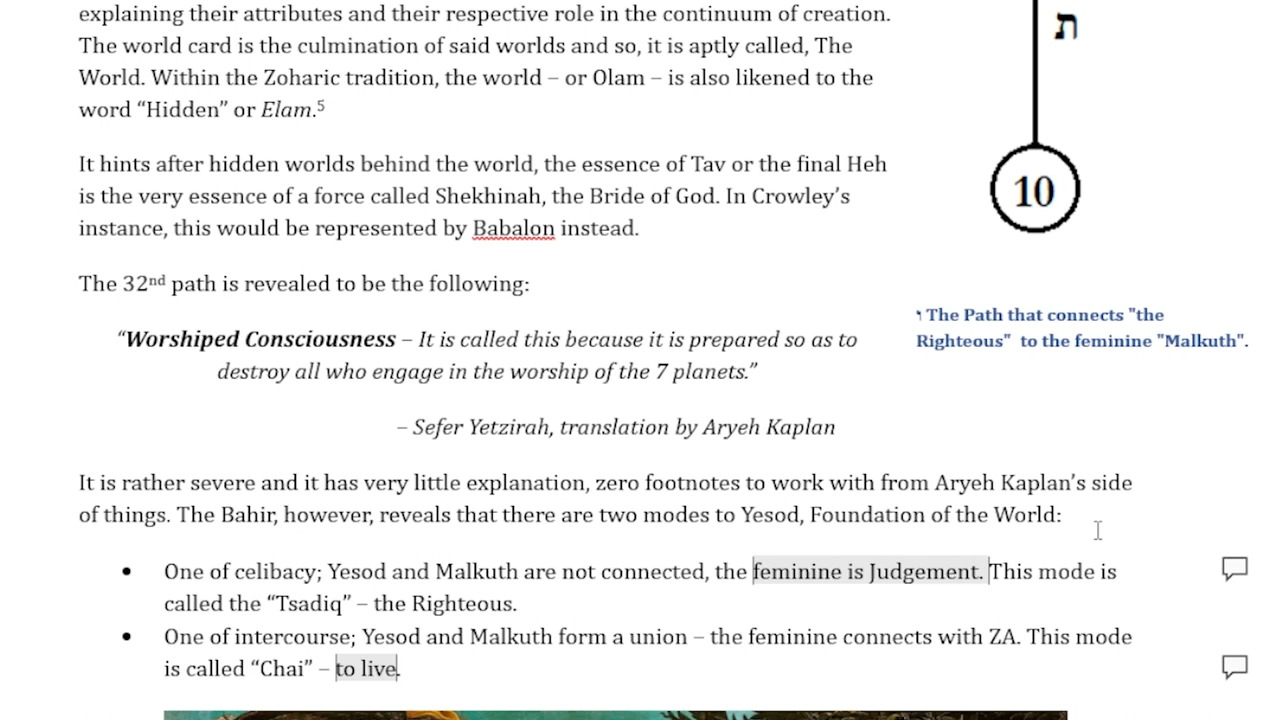 explaining their attributes and their respective role in the continuum of creation.
The world card is the culmination of said worlds and so, it is aptly called, The
World. Within the Zoharic tradition, the world – or Olam – is also likened to the
word “Hidden” or Elam.⁵
It hints after hidden worlds behind the world, the essence of Tav or the final Heh
is the very essence of a force called Shekhinah, the Bride of God. In Crowley’s
instance, this would be represented by Babalon instead.
The 32nd path is revealed to be the following:
“Worshiped Consciousness – It is called this because it is prepared so as to
destroy all who engage in the worship of the 7 planets.”
– Sefer Yetzirah, translation by Aryeh Kaplan
It is rather severe and it has very little explanation, zero footnotes to work with from Aryeh Kaplan’s side
of things. The Bahir, however, reveals that there are two modes to Yesod, Foundation of the World:
• One of celibacy; Yesod and Malkuth are not connected, the feminine is Judgement. This mode is
called the “Tsadiq” – the Righteous.
• One of intercourse; Yesod and Malkuth form a union – the feminine connects with ZA. This mode
is called “Chai” – to live.
ת
10
The Path that connects "the
Righteous" to the feminine "Malkuth".